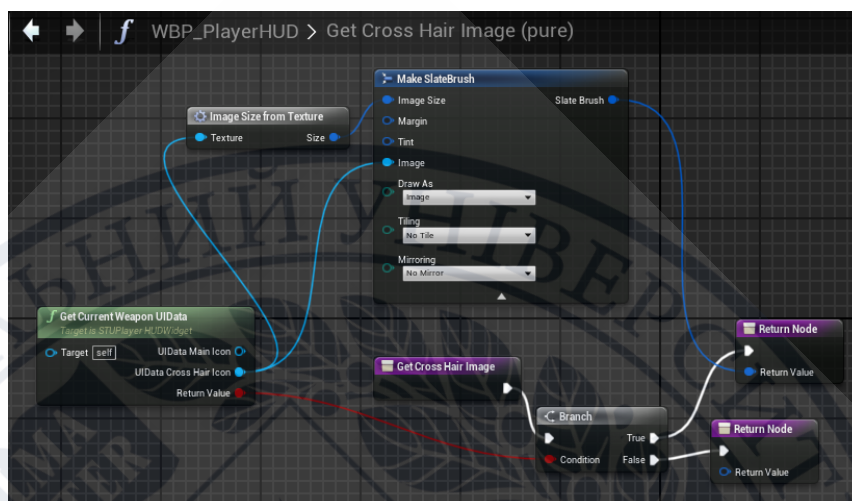 f WBP_PlayerHUD > Get Cross Hair Image (pure)
Make SlateBrush
Image Size
Slate Brush
Margin
Tint
Image
Draw As
Image
Tiling
No Tile
Mirroring
No Mirror
Image Size from Texture
Texture
Size
f Get Current Weapon UIData
Target is STUPlayer HUDWidget
Target self
UIData Main Icon
UIData Cross Hair Icon
Return Value
Get Cross Hair Image
Branch
True
Condition
False
Return Node
Return Value
Return Node
Return Value